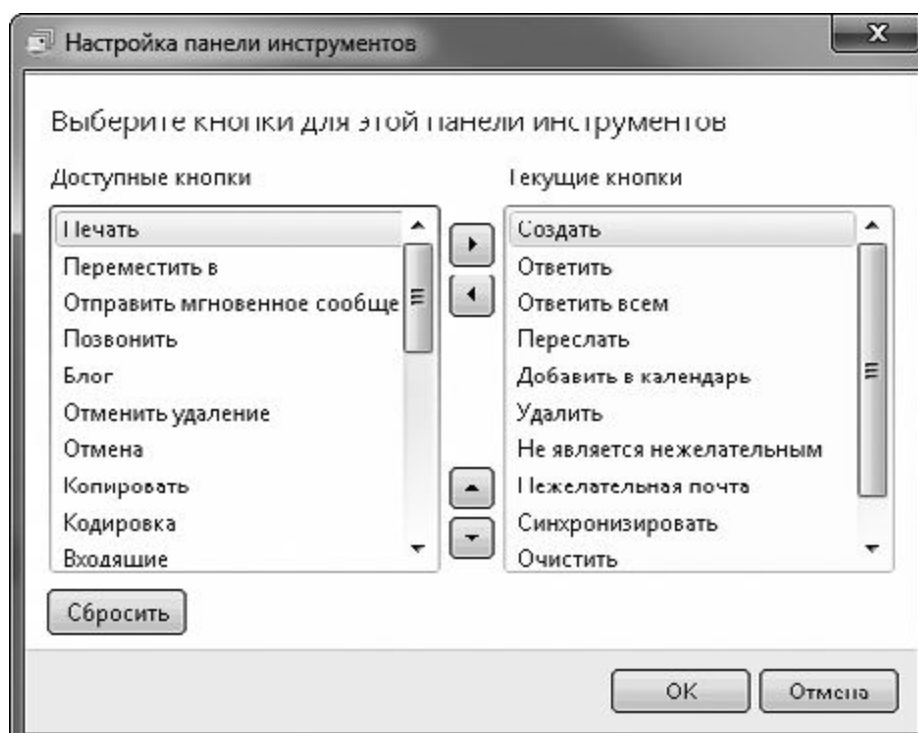 Настройка панели инструментов
Выберите кнопки для этой панели инструментов
Доступные кнопки
Печать
Переместить в
Отправить мгновенное сообще
Позвонить
Блог
Отменить удаление
Отмена
Копировать
Кодировка
Входящие
Текущие кнопки
Создать
Ответить
Ответить всем
Переслать
Добавить в календарь
Удалить
Не является нежелательным
Нежелательная почта
Синхронизировать
Очистить
Сбросить
OK
Отмена